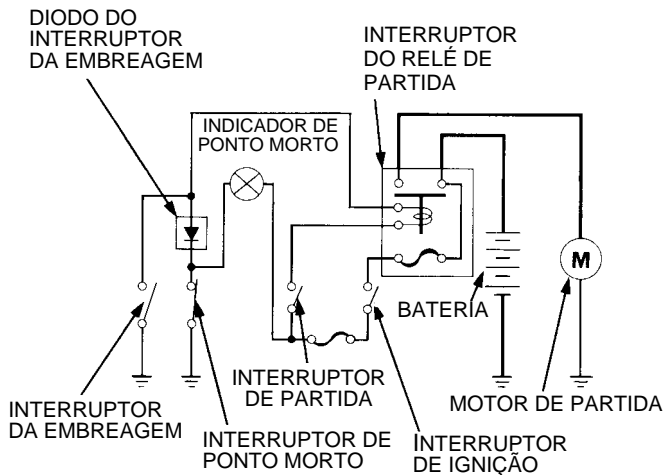 DIODO DO
INTERRUPTOR
DA EMBREAGEM
INTERRUPTOR
DO RELÉ DE
PARTIDA
INDICADOR DE
PONTO MORTO
M
BATERIA
INTERRUPTOR
DE PARTIDA
MOTOR DE PARTIDA
INTERRUPTOR
DA EMBREAGEM
INTERRUPTOR DE
PONTO MORTO
INTERRUPTOR
DE IGNIÇÃO